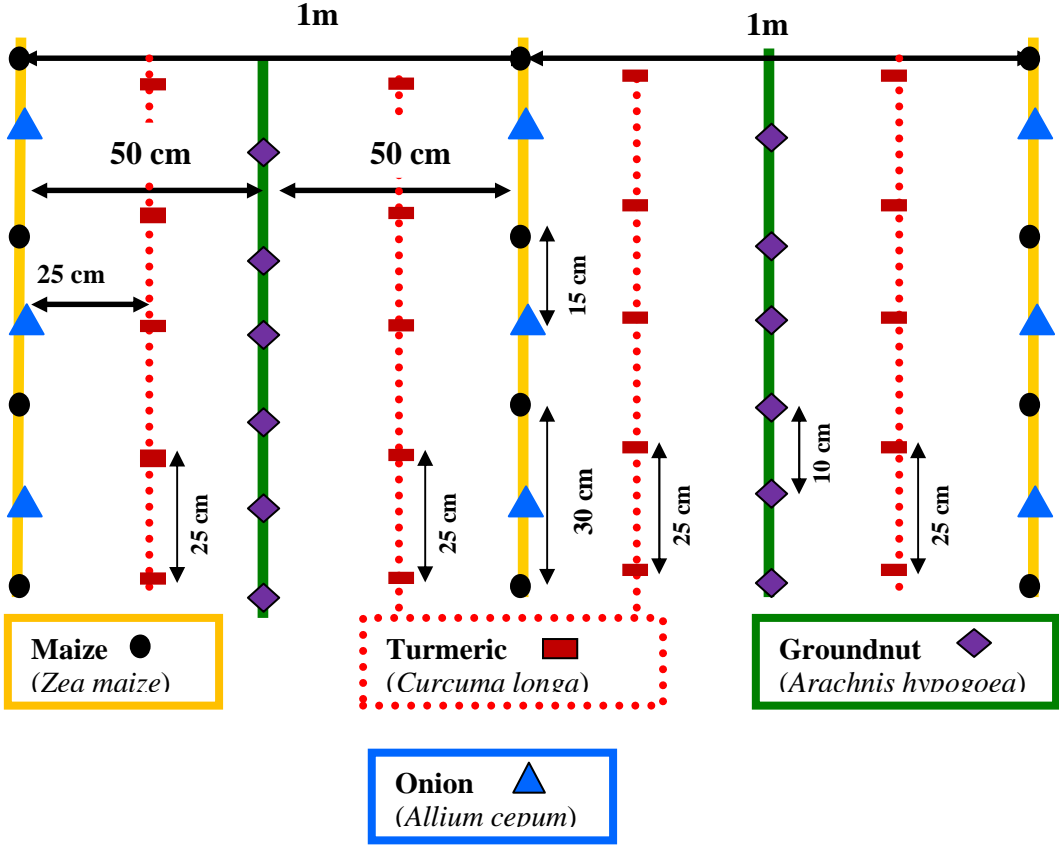 1m
1m
50 cm
50 cm
25 cm
15 cm
10 cm
30 cm
25 cm
25 cm
25 cm
25 cm
Maize
(Zea maize)
Turmeric
(Curcuma longa)
Groundnut
(Arachnis hypogoea)
Onion
(Allium cepum)